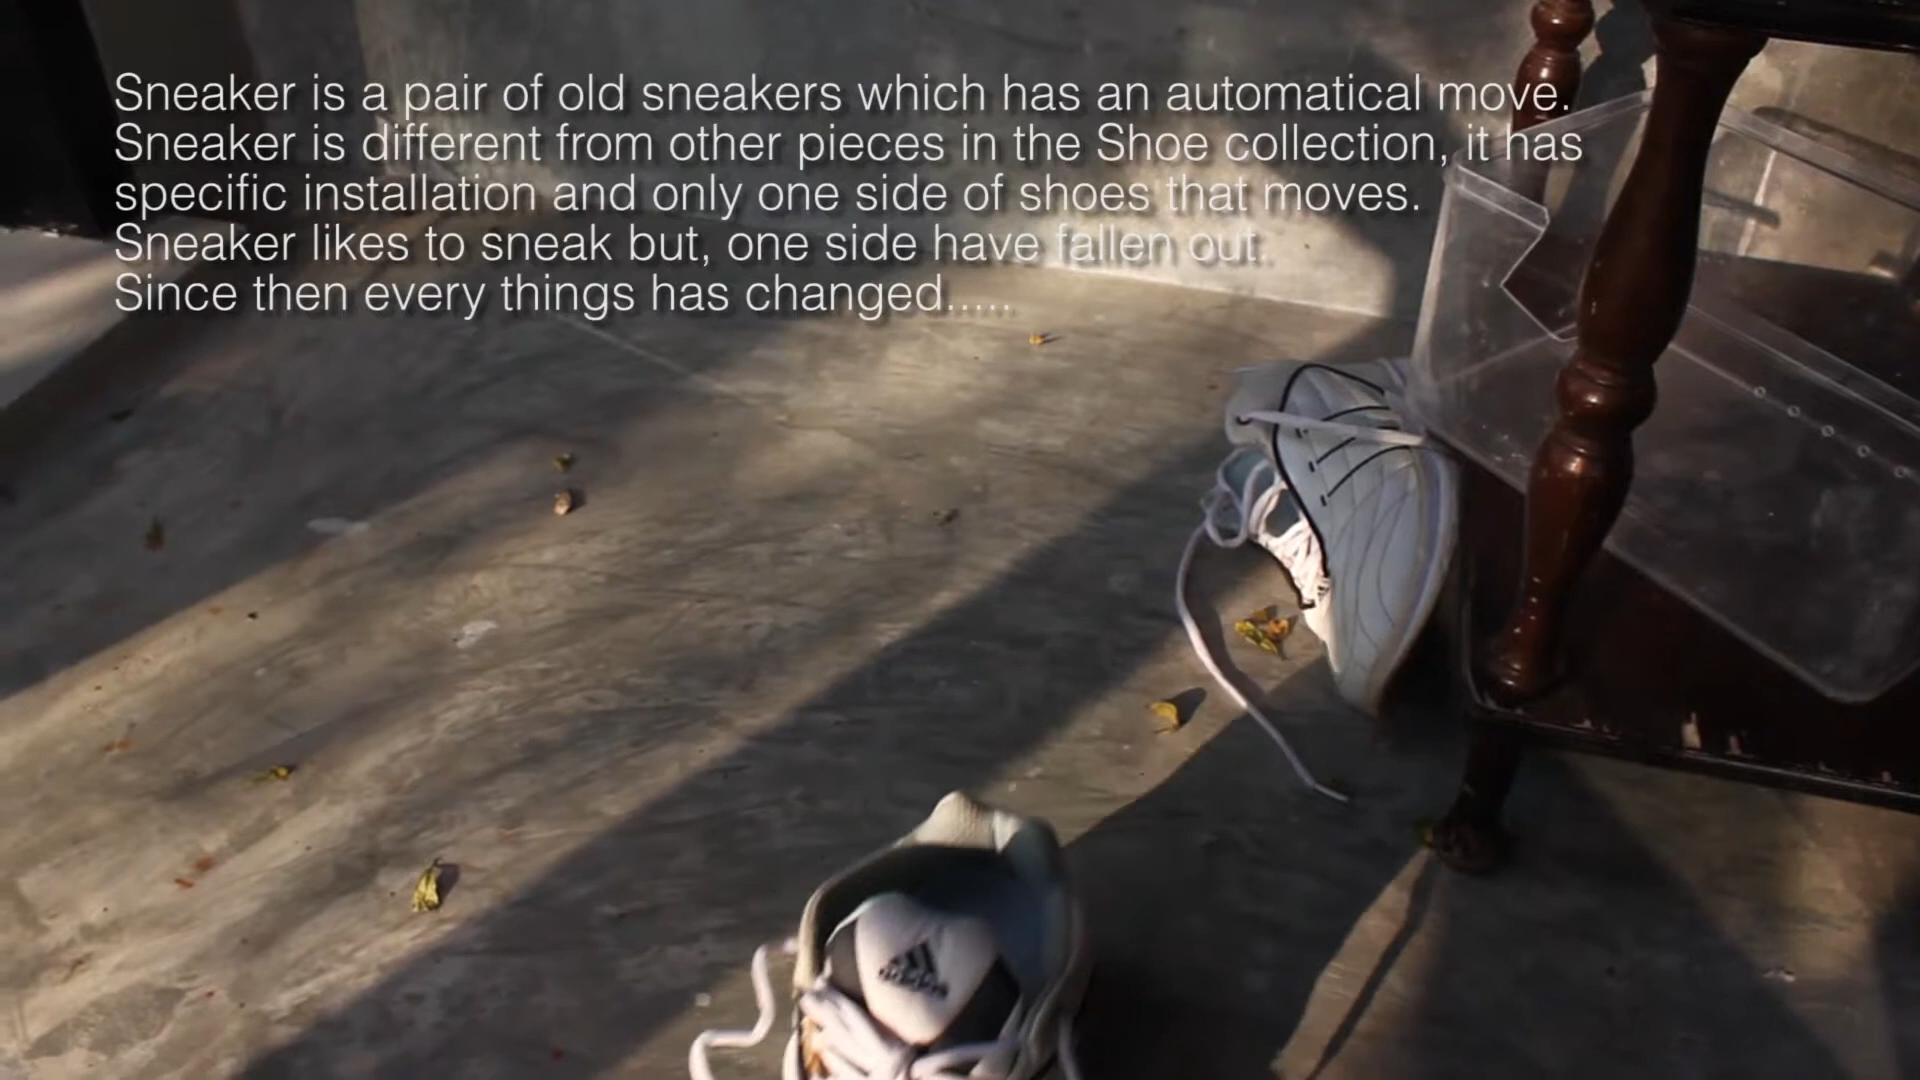 Sneaker is a pair of old sneakers which has an automatical move.
Sneaker is different from other pieces in the Shoe collection, it has
specific installation and only one side of shoes that moves.
Sneaker likes to sneak but, one side have fallen out.
Since then every things has changed.....
adidas